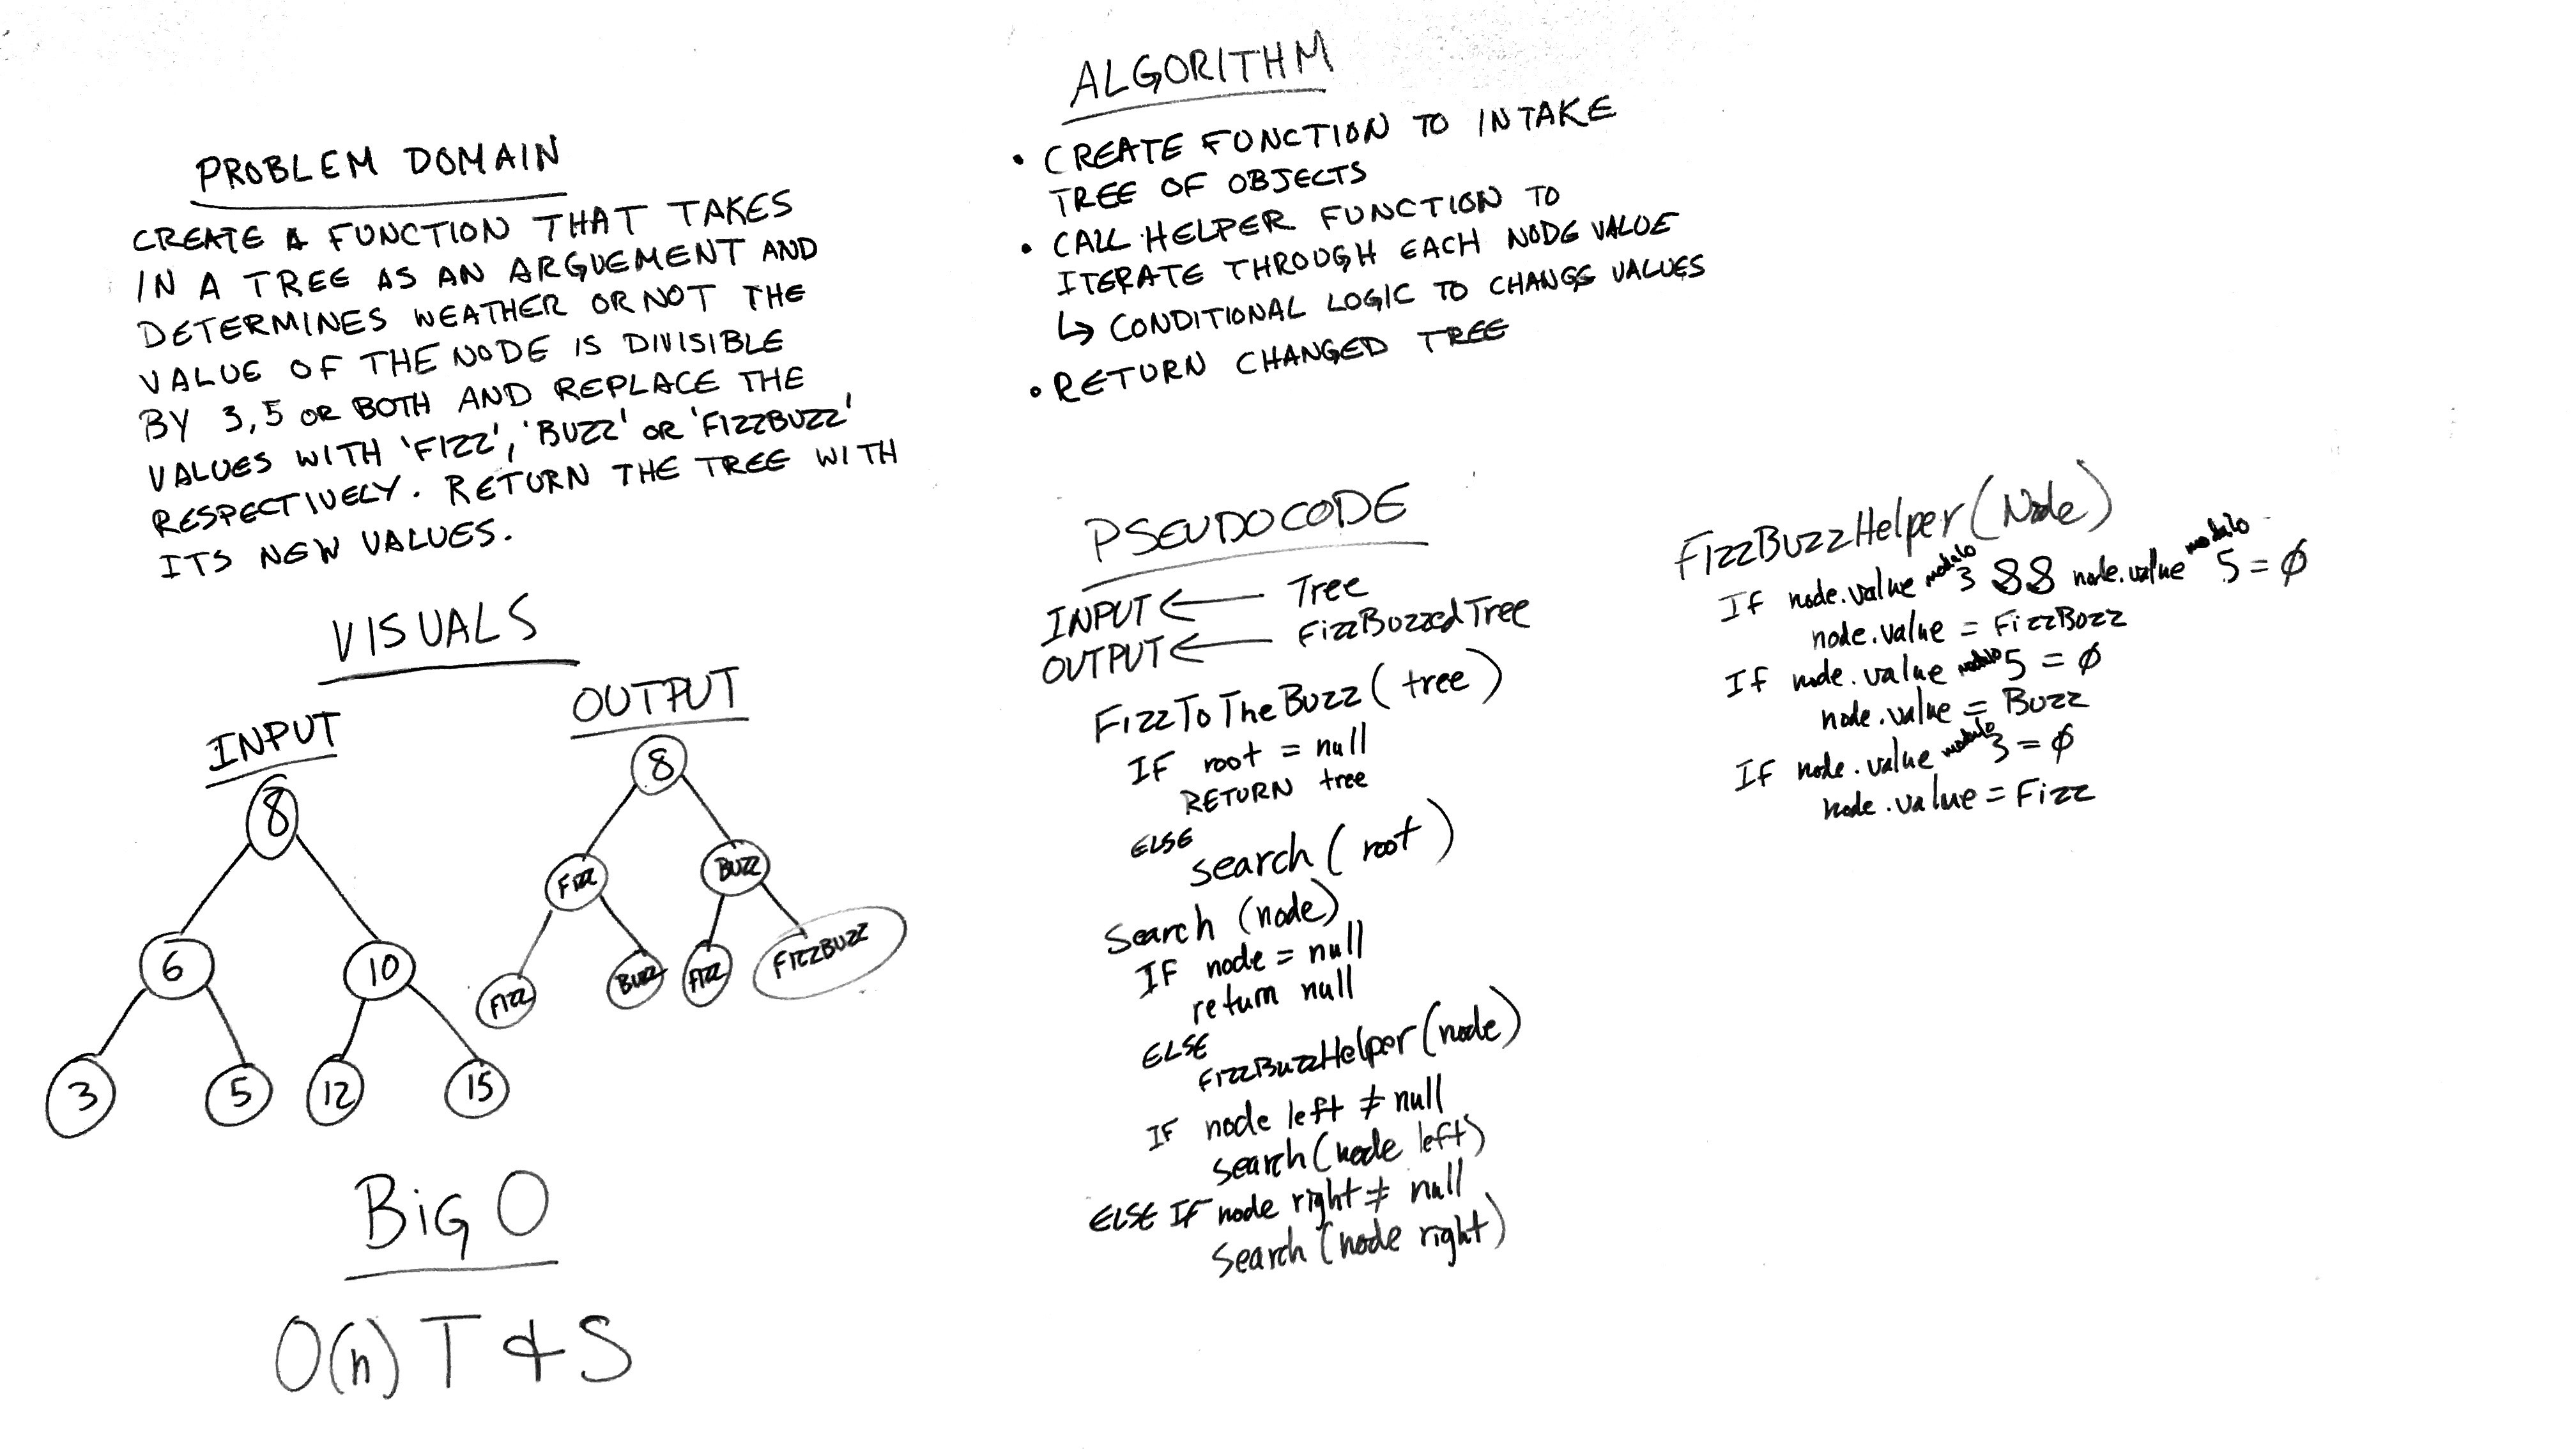 PROBLEM DOMAIN
CREATE A FUNCTION THAT TAKES
IN A TREE AS AN ARGUEMENT AND
DETERMINES WEATHER OR NOT THE
VALUE OF THE NODE IS DIVISIBLE
BY 3,5 OR BOTH AND REPLACE THE
VALUES WITH 'FIZZ', 'BUZZ' OR 'FIZZBUZZ'
RESPECTIVELY. RETURN THE TREE WITH
ITS NEW VALUES.
VISUALS
INPUT
8
6 10
3 5 12 15
OUTPUT
8
FIZZ BUZZ
FIZZ BUZZ FIZZ FIZZBUZZ
BiG O
O(n) T & S
ALGORITHM
• CREATE FUNCTION TO INTAKE
TREE OF OBJECTS
• CALL HELPER FUNCTION TO
ITERATE THROUGH EACH NODE VALUE
↳ CONDITIONAL LOGIC TO CHANGE VALUES
• RETURN CHANGED TREE
PSEUDOCODE
INPUT ← Tree
OUTPUT ← FizzBuzzedTree
FizzToTheBuzz(tree)
IF root = null
RETURN tree
ELSE
search(root)
Search (node)
IF node = null
return null
ELSE
FizzBuzzHelper(node)
IF node left ≠ null
search(node left)
ELSE IF node right ≠ null
Search (node right)
FizzBuzzHelper(Node)
If node.value modulo 3 && node.value modulo 5 = ∅
node.value = FizzBuzz
If node.value modulo 5 = ∅
node.value = Buzz
If node.value modulo 3 = ∅
node.value = Fizz